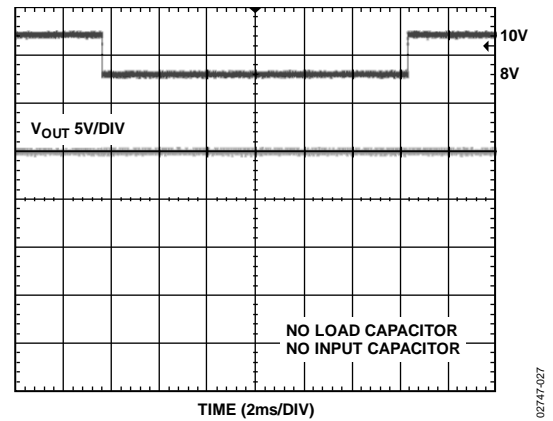 10V
8V
VOUT 5V/DIV
NO LOAD CAPACITOR
NO INPUT CAPACITOR
TIME (2ms/DIV)
02747-027